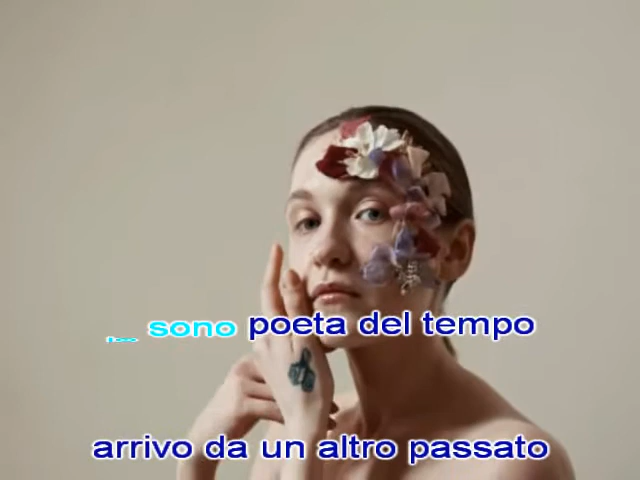 ,_ sono poeta del tempo
arrivo da un altro passato